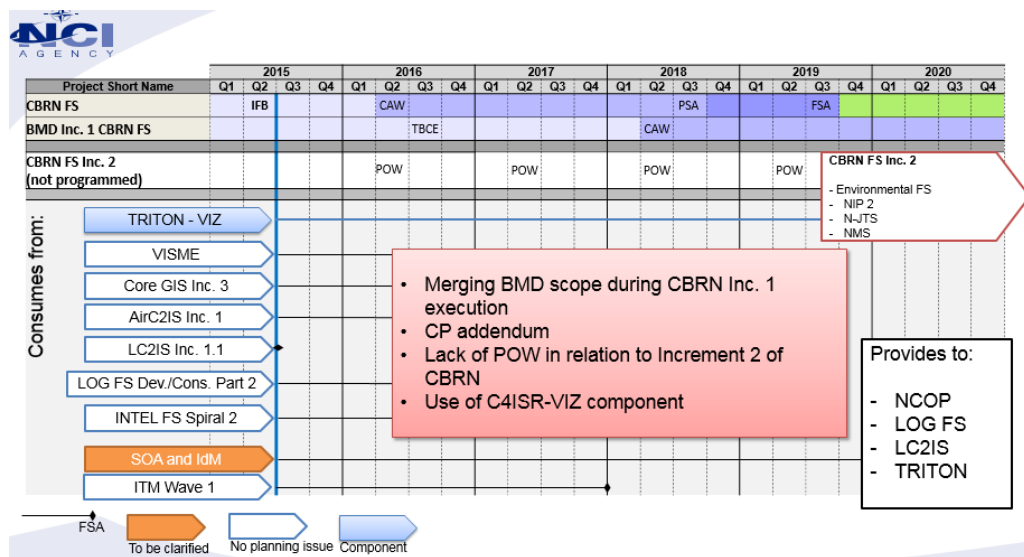 NCI
AGENCY
2015 2016 2017 2018 2019 2020
Project Short Name Q1 Q2 Q3 Q4 Q1 Q2 Q3 Q4 Q1 Q2 Q3 Q4 Q1 Q2 Q3 Q4 Q1 Q2 Q3 Q4 Q1 Q2 Q3 Q4
CBRN FS IFB CAW PSA FSA
BMD Inc. 1 CBRN FS TBCE CAW
CBRN FS Inc. 2
(not programmed)
POW POW POW POW
CBRN FS Inc. 2
- Environmental FS
- NIP 2
- N-JTS
- NMS
Consumes from:
TRITON - VIZ
VISME
Core GIS Inc. 3
AirC2IS Inc. 1
LC2IS Inc. 1.1
LOG FS Dev./Cons. Part 2
INTEL FS Spiral 2
SOA and IdM
ITM Wave 1
• Merging BMD scope during CBRN Inc. 1
execution
• CP addendum
• Lack of POW in relation to Increment 2 of
CBRN
• Use of C4ISR-VIZ component
Provides to:
- NCOP
- LOG FS
- LC2IS
- TRITON
FSA
To be clarified
No planning issue
Component